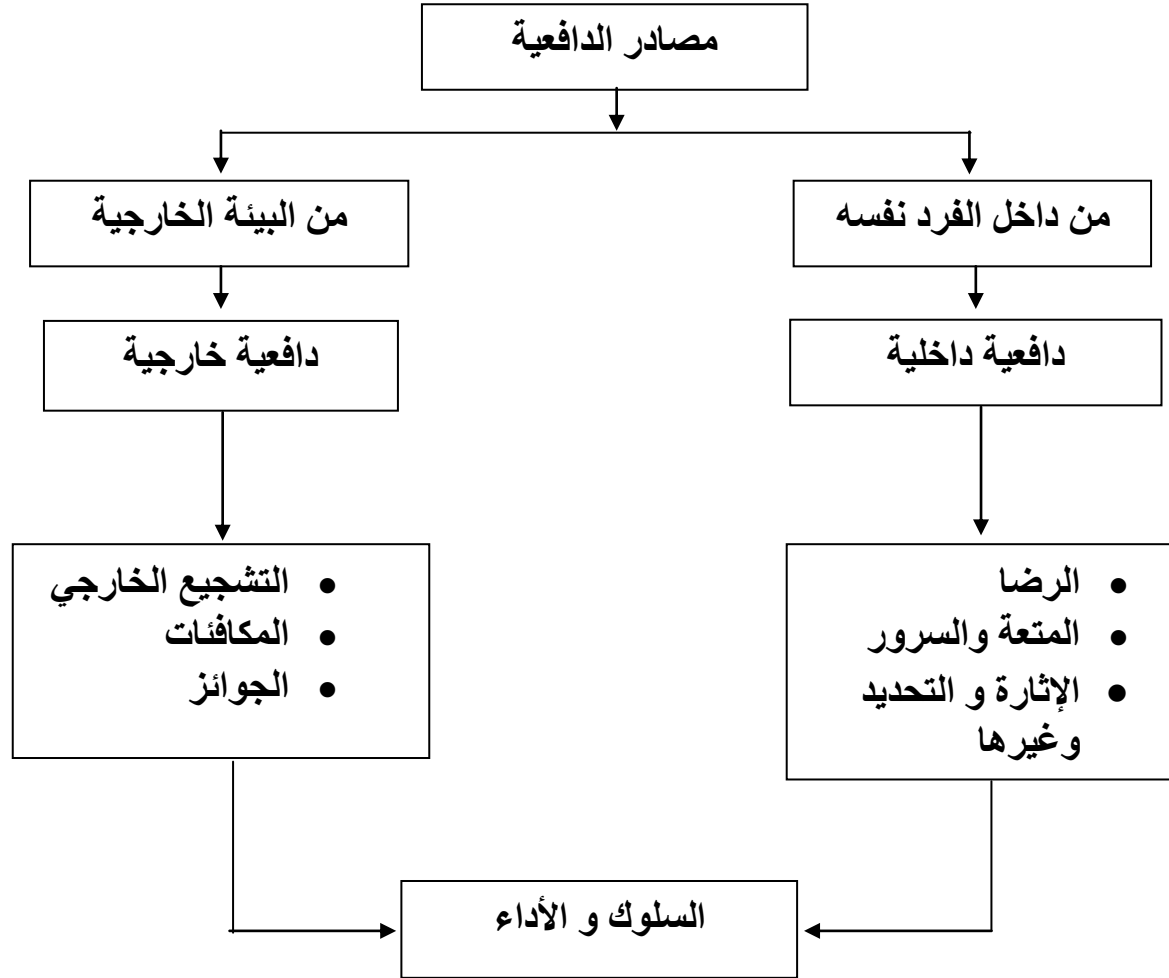 مصادر الدافعية
من داخل الفرد نفسه
من البيئة الخارجية
دافعية داخلية
دافعية خارجية
• الرضا
• المتعة والسرور
• الإثارة و التحديد
وغيرها
• التشجيع الخارجي
• المكافئات
• الجوائز
السلوك و الأداء